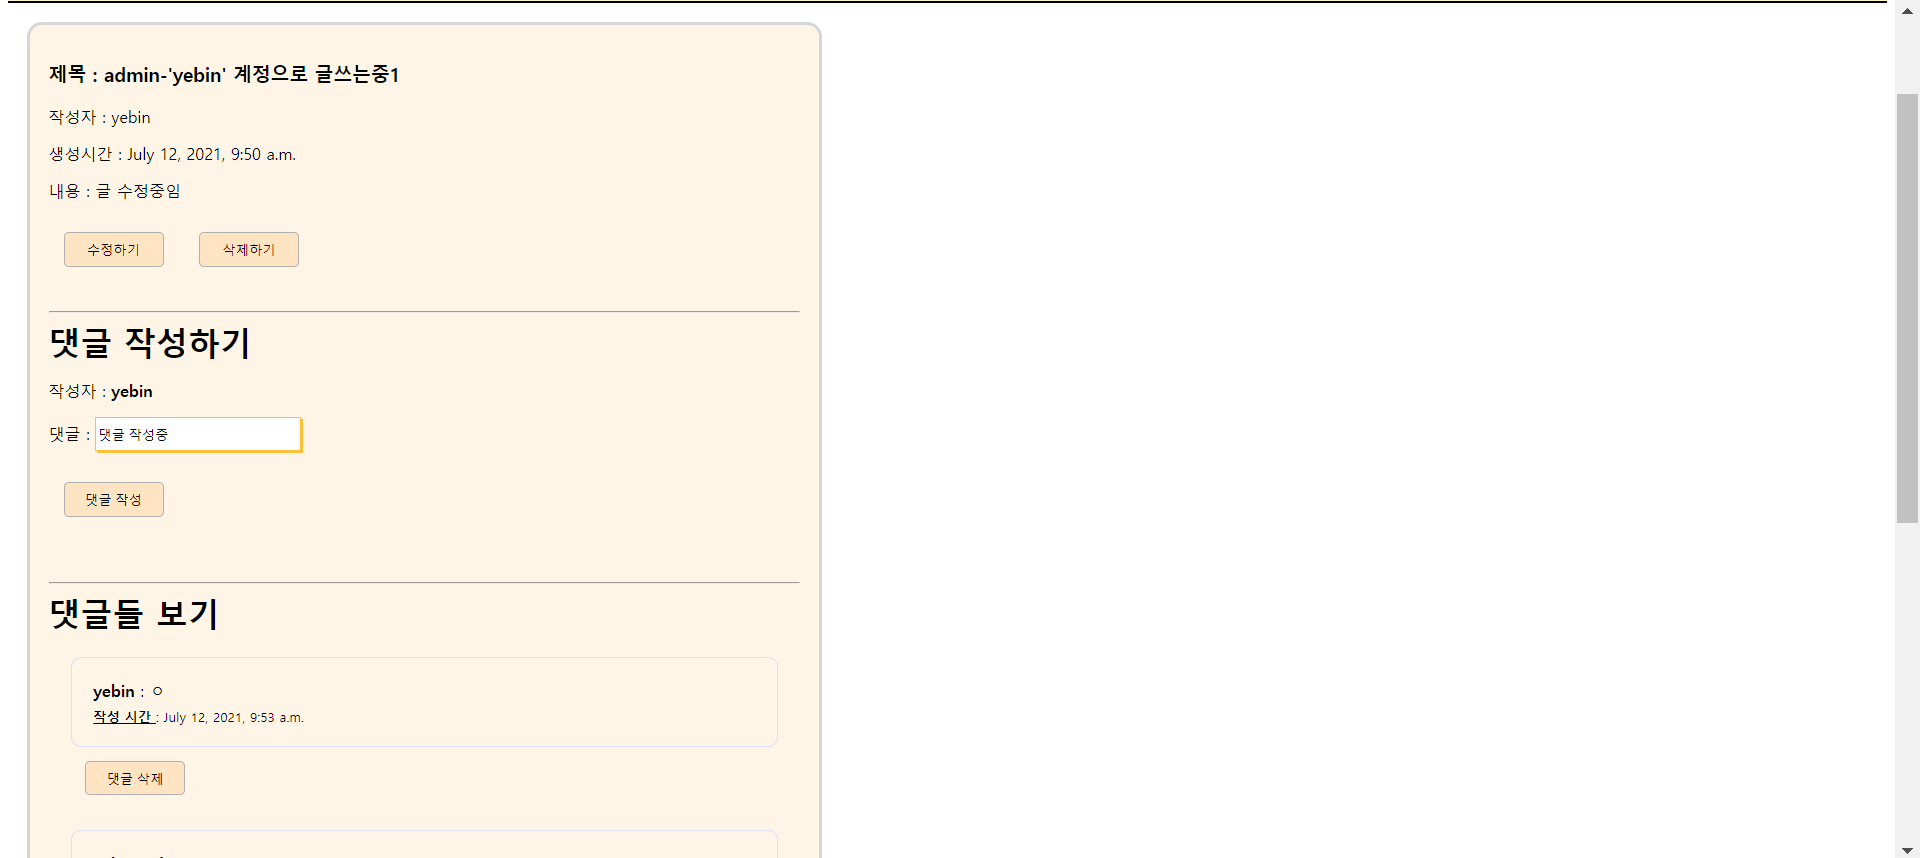 제목 : admin-'yebin' 계정으로 글쓰는중1
작성자 : yebin
생성시간 : July 12, 2021, 9:50 a.m.
내용 : 글 수정중임
수정하기 삭제하기
댓글 작성하기
작성자 : yebin
댓글 : 댓글 작성중
댓글 작성
댓글들 보기
yebin : ㅇ
작성 시간 : July 12, 2021, 9:53 a.m.
댓글 삭제